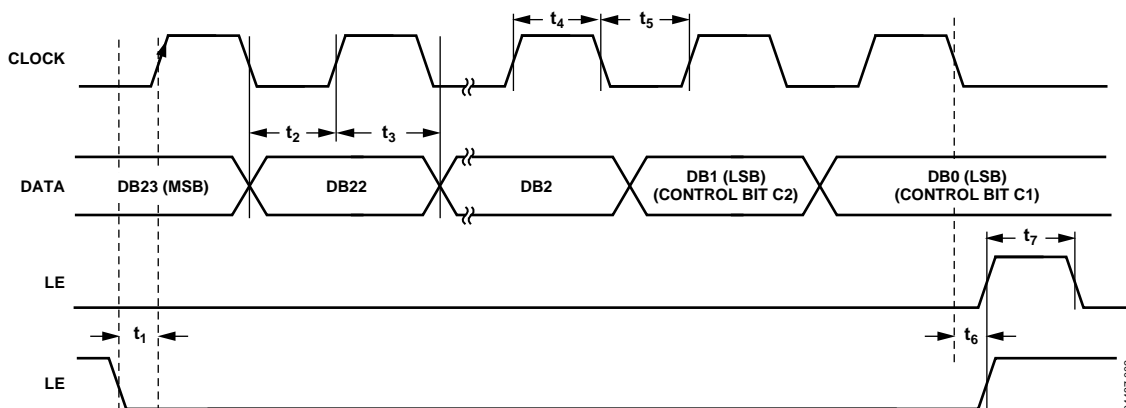 t4
t5
CLOCK
t2
t3
DATA
DB23 (MSB)
DB22
DB2
DB1 (LSB)
(CONTROL BIT C2)
DB0 (LSB)
(CONTROL BIT C1)
t7
LE
t1
t6
LE